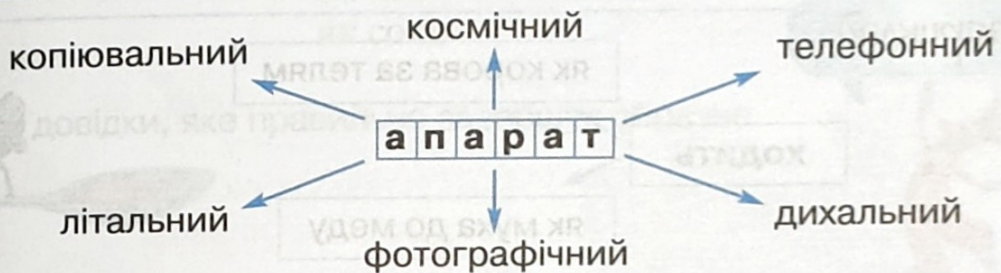 космічний
копіювальний
телефонний
апарат
літальний
дихальний
фотографічний